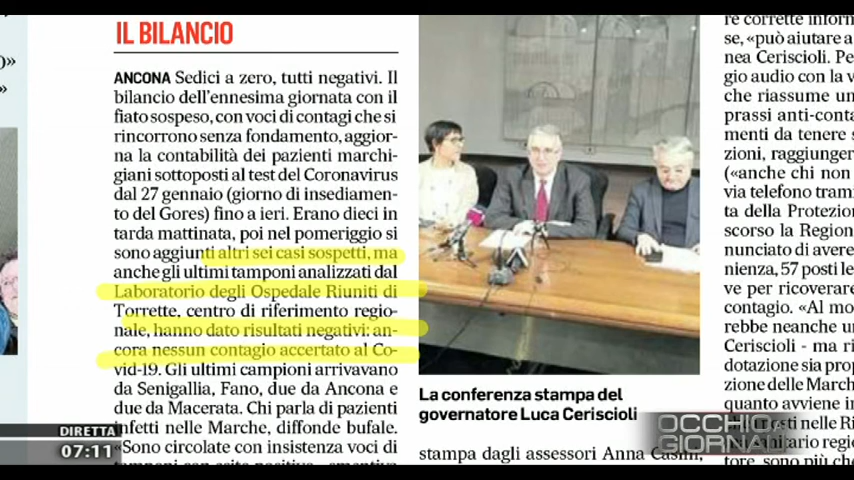 o»
»
IL BILANCIO
ANCONA Sedici a zero, tutti negativi. Il
bilancio dell'ennesima giornata con il
fiato sospeso, con voci di contagi che si
rincorrono senza fondamento, aggior-
na la contabilità dei pazienti marchi-
giani sottoposti al test del Coronavirus
dal 27 gennaio (giorno di insediamen-
to del Gores) fino a ieri. Erano dieci in
tarda mattinata, poi nel pomeriggio si
sono aggiunti altri sei casi sospetti, ma
anche gli ultimi tamponi analizzati dal
Laboratorio degli Ospedale Riuniti di
Torrette, centro di riferimento regio-
nale, hanno dato risultati negativi: an-
cora nessun contagio accertato al Co-
vid-19. Gli ultimi campioni arrivavano
da Senigallia, Fano, due da Ancona e
due da Macerata. Chi parla di pazienti
infetti nelle Marche, diffonde bufale.
«Sono circolate con insistenza voci di
La conferenza stampa del
governatore Luca Ceriscioli
stampa dagli assessori Anna Casini,
re corrette inform
se, «può aiutare a
nea Ceriscioli. Pe
gio audio con la v
che riassume un
prassi anti-conta
menti da tenere s
zioni, raggiunger
(«anche chi non
via telefono tram
ta della Protezion
scorso la Region
nunciato di avere
nienza, 57 posti le
ve per ricoverare
contagio. «Al mo
rebbe neanche un
Ceriscioli - ma ri
dotazione sia prop
zione delle March
quanto avviene in
nelle Ri
tore, sono più che
DIRETTA
07:11
OCCHIO AI
GIORNALI